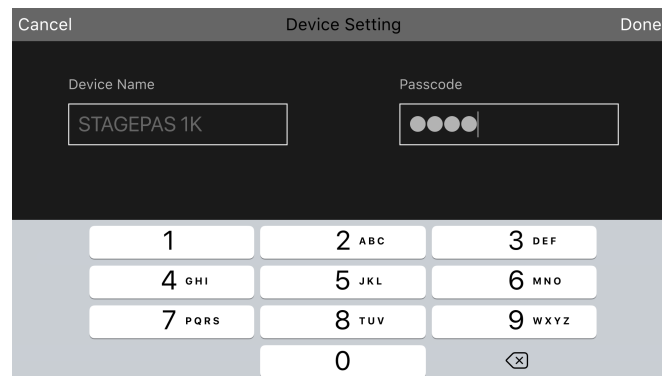 Cancel Device Setting Done
Device Name Passcode
STAGEPAS 1K ●●●●
1 2 ABC 3 DEF
4 GHI 5 JKL 6 MNO
7 PQRS 8 TUV 9 WXYZ
0